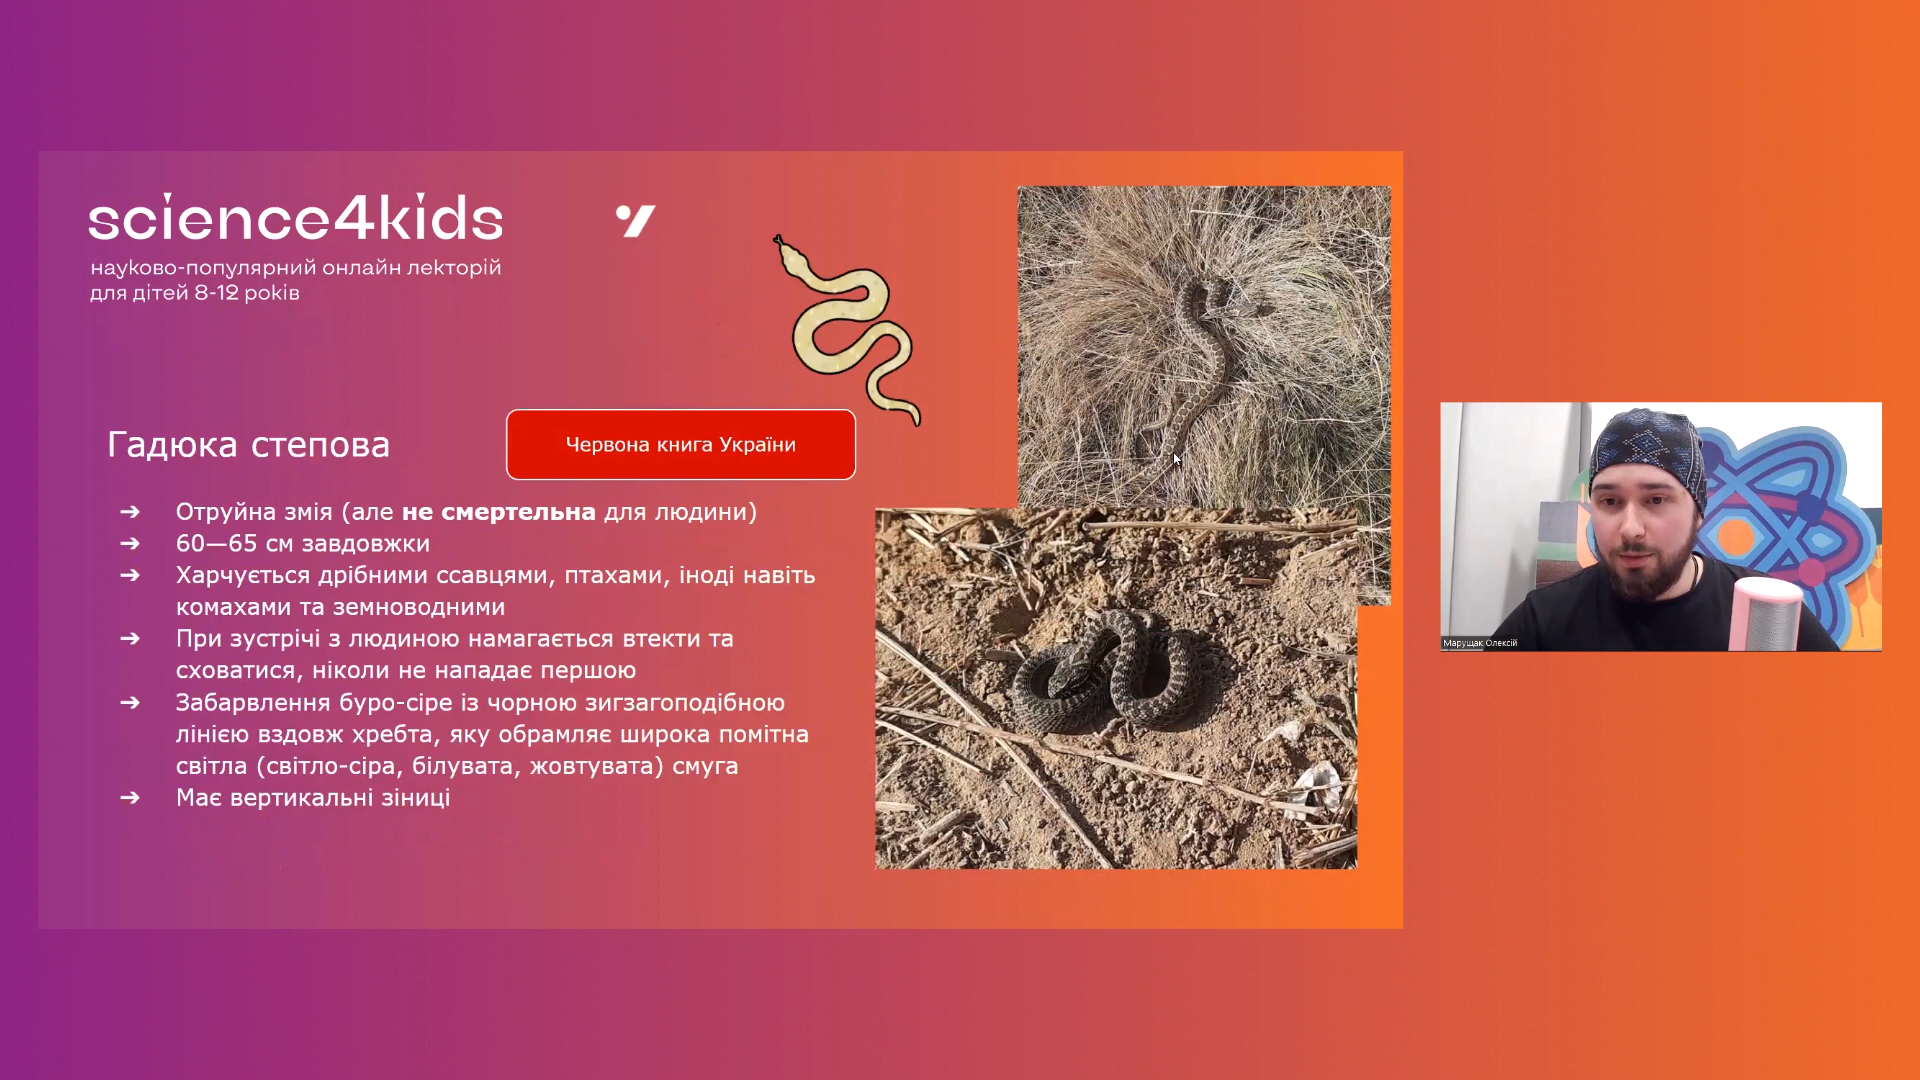 science4kids
науково-популярний онлайн лекторій
для дітей 8-12 років
Гадюка степова
Червона книга України
➔ Отруйна змія (але не смертельна для людини)
➔ 60—65 см завдовжки
➔ Харчується дрібними ссавцями, птахами, іноді навіть
комахами та земноводними
➔ При зустрічі з людиною намагається втекти та
сховатися, ніколи не нападає першою
➔ Забарвлення буро-сіре із чорною зигзагоподібною
лінією вздовж хребта, яку обрамляє широка помітна
світла (світло-сіра, білувата, жовтувата) смуга
➔ Має вертикальні зіниці
Марущак Олексій